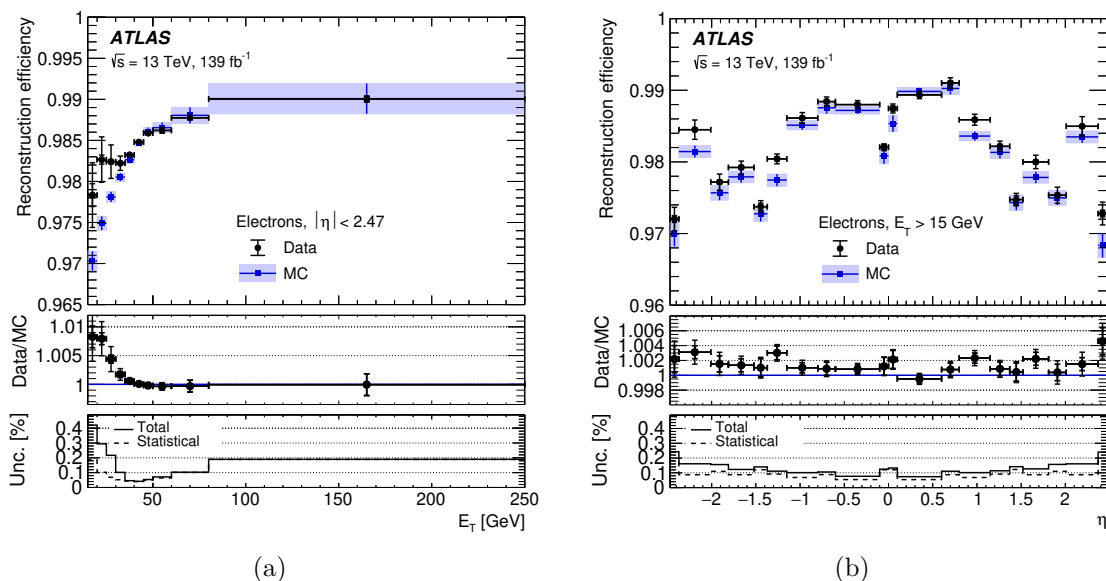 Reconstruction efficiency
1
0.995
0.99
0.985
0.98
0.975
0.97
0.965
ATLAS
√s = 13 TeV, 139 fb⁻¹
Electrons, |η| < 2.47
Data
MC
Data/MC
1.01
1.005
1
Unc. [%]
0.4
0.3
0.2
0.1
0
Total
Statistical
50 100 150 200 250
E_T [GeV]
(a)
Reconstruction efficiency
1
0.99
0.98
0.97
0.96
ATLAS
√s = 13 TeV, 139 fb⁻¹
Electrons, E_T > 15 GeV
Data
MC
Data/MC
1.006
1.004
1.002
0.998
Unc. [%]
0.4
0.3
0.2
0.1
0
Total
Statistical
−2 −1.5 −1 −0.5 0 0.5 1 1.5 2
η
(b)